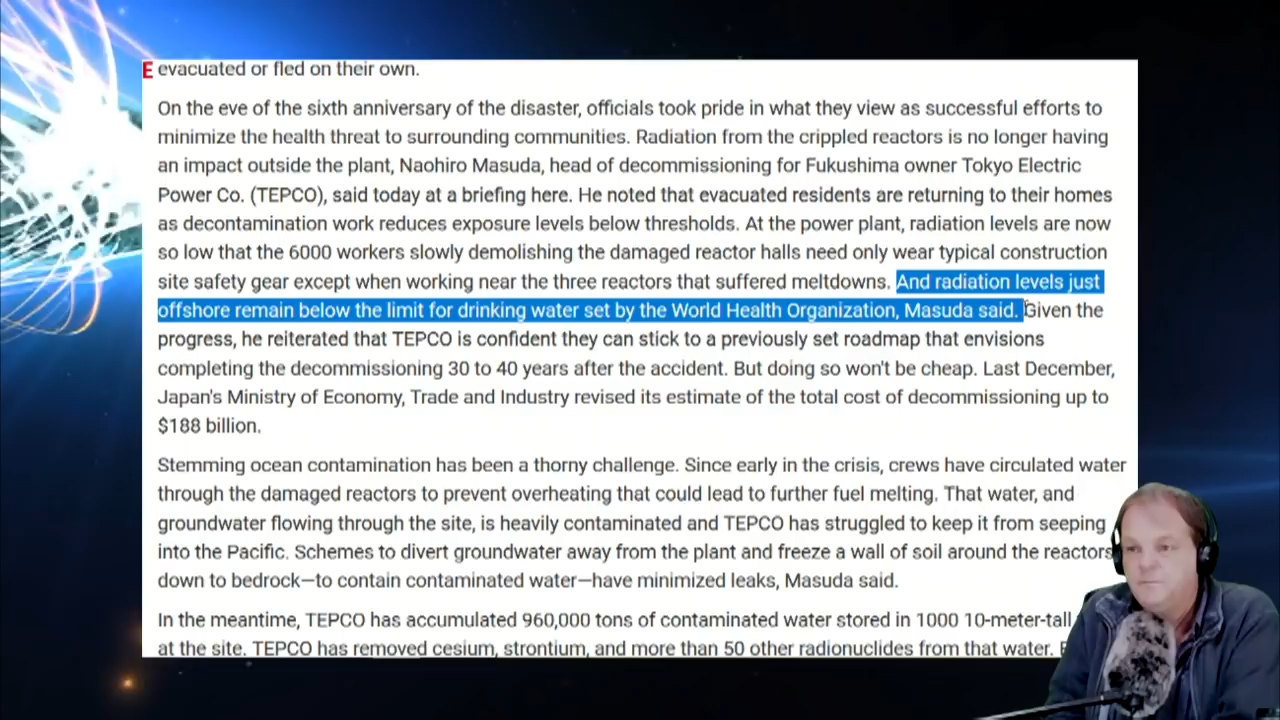 E evacuated or fled on their own.
On the eve of the sixth anniversary of the disaster, officials took pride in what they view as successful efforts to
minimize the health threat to surrounding communities. Radiation from the crippled reactors is no longer having
an impact outside the plant, Naohiro Masuda, head of decommissioning for Fukushima owner Tokyo Electric
Power Co. (TEPCO), said today at a briefing here. He noted that evacuated residents are returning to their homes
as decontamination work reduces exposure levels below thresholds. At the power plant, radiation levels are now
so low that the 6000 workers slowly demolishing the damaged reactor halls need only wear typical construction
site safety gear except when working near the three reactors that suffered meltdowns. And radiation levels just
offshore remain below the limit for drinking water set by the World Health Organization, Masuda said. Given the
progress, he reiterated that TEPCO is confident they can stick to a previously set roadmap that envisions
completing the decommissioning 30 to 40 years after the accident. But doing so won't be cheap. Last December,
Japan's Ministry of Economy, Trade and Industry revised its estimate of the total cost of decommissioning up to
$188 billion.
Stemming ocean contamination has been a thorny challenge. Since early in the crisis, crews have circulated water
through the damaged reactors to prevent overheating that could lead to further fuel melting. That water, and
groundwater flowing through the site, is heavily contaminated and TEPCO has struggled to keep it from seeping
into the Pacific. Schemes to divert groundwater away from the plant and freeze a wall of soil around the reactors
down to bedrock—to contain contaminated water—have minimized leaks, Masuda said.
In the meantime, TEPCO has accumulated 960,000 tons of contaminated water stored in 1000 10-meter-tall
at the site. TEPCO has removed cesium, strontium, and more than 50 other radionuclides from that water.